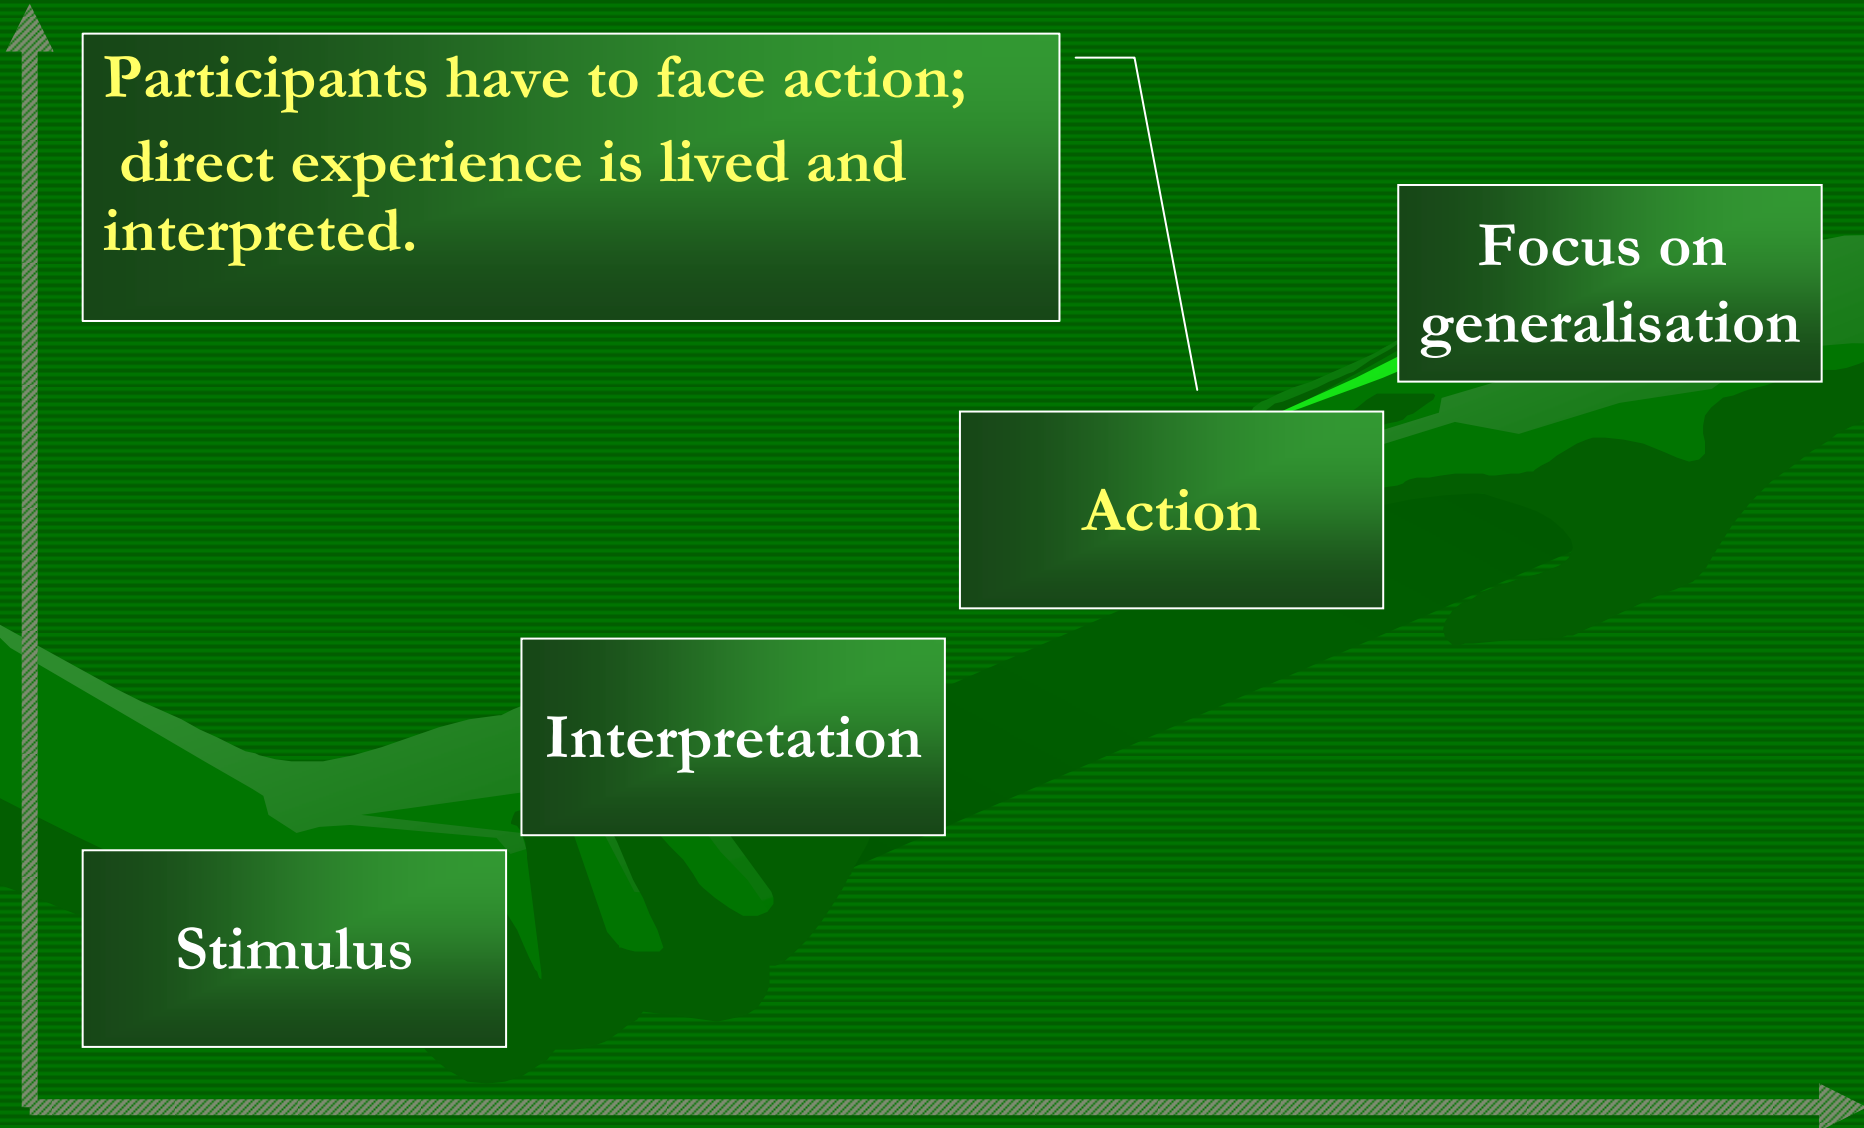 Participants have to face action;
direct experience is lived and
interpreted.
Focus on
generalisation
Action
Interpretation
Stimulus